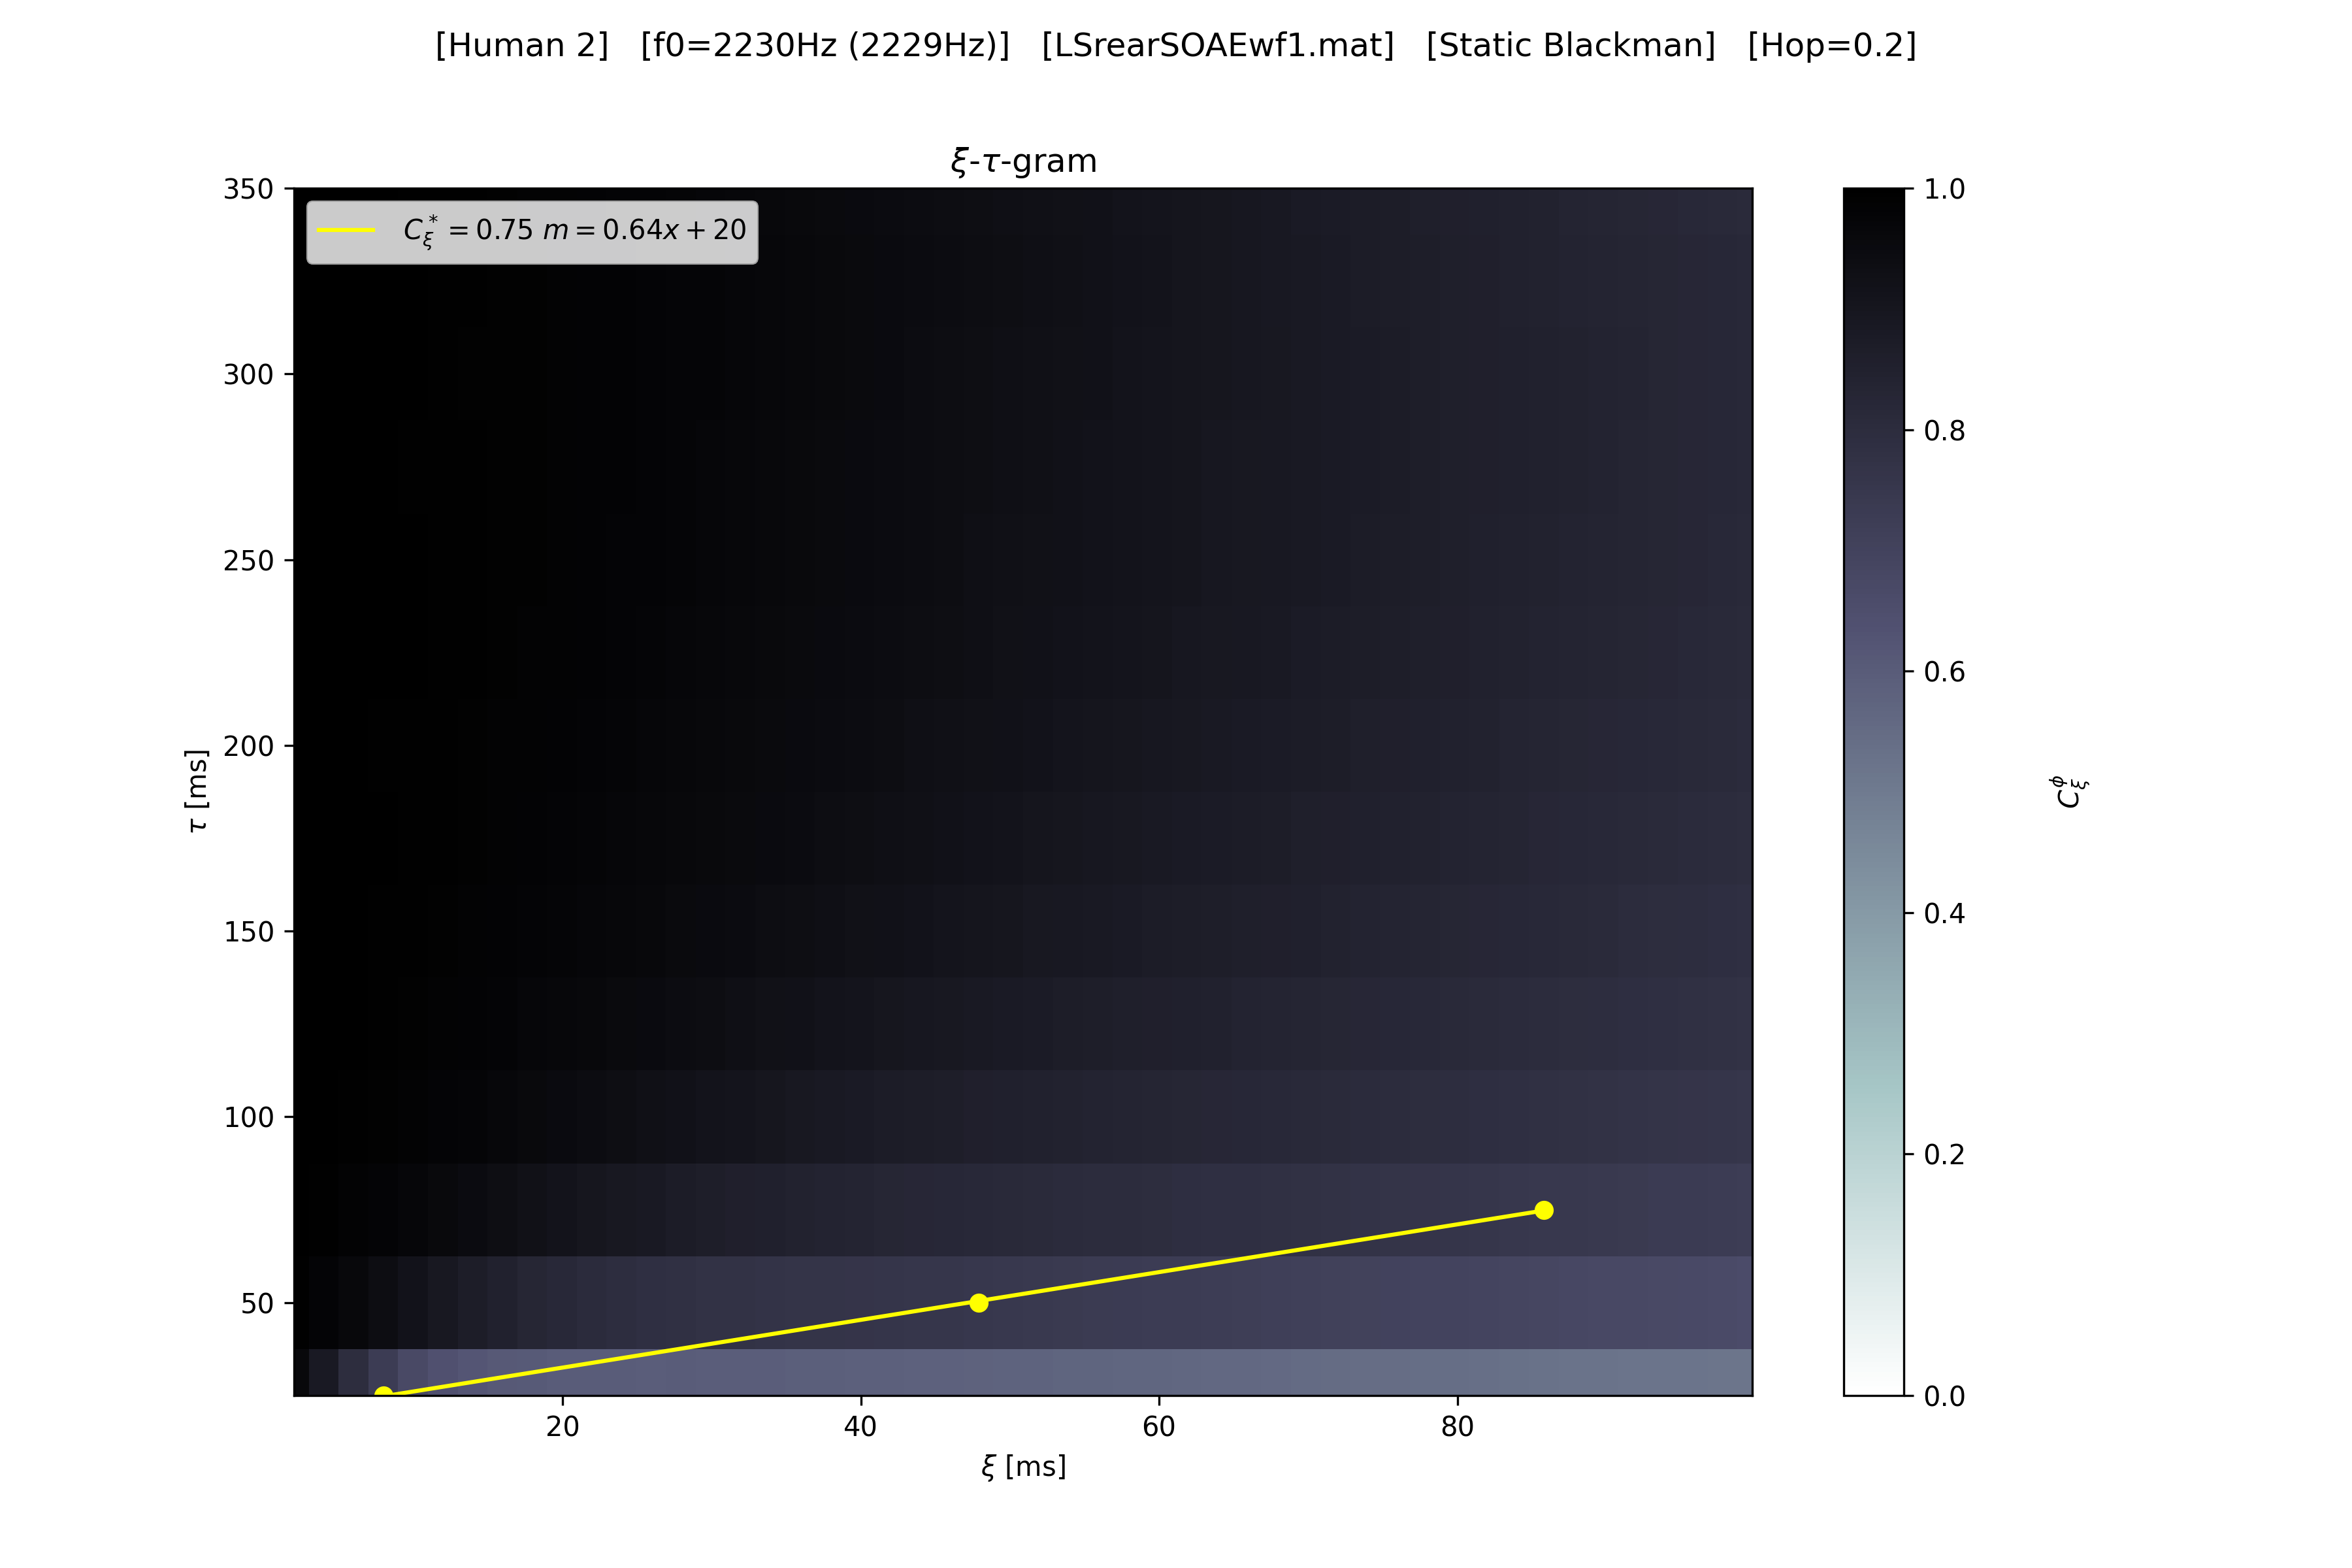 [Human 2] [f0=2230Hz (2229Hz)] [LSrearSOAEwf1.mat] [Static Blackman] [Hop=0.2]
ξ-τ-gram
C*ξ = 0.75 m = 0.64x + 20
350
300
250
200
150
100
50
τ [ms]
20 40 60 80
ξ [ms]
1.0
0.8
0.6
0.4
0.2
0.0
Cϕξ